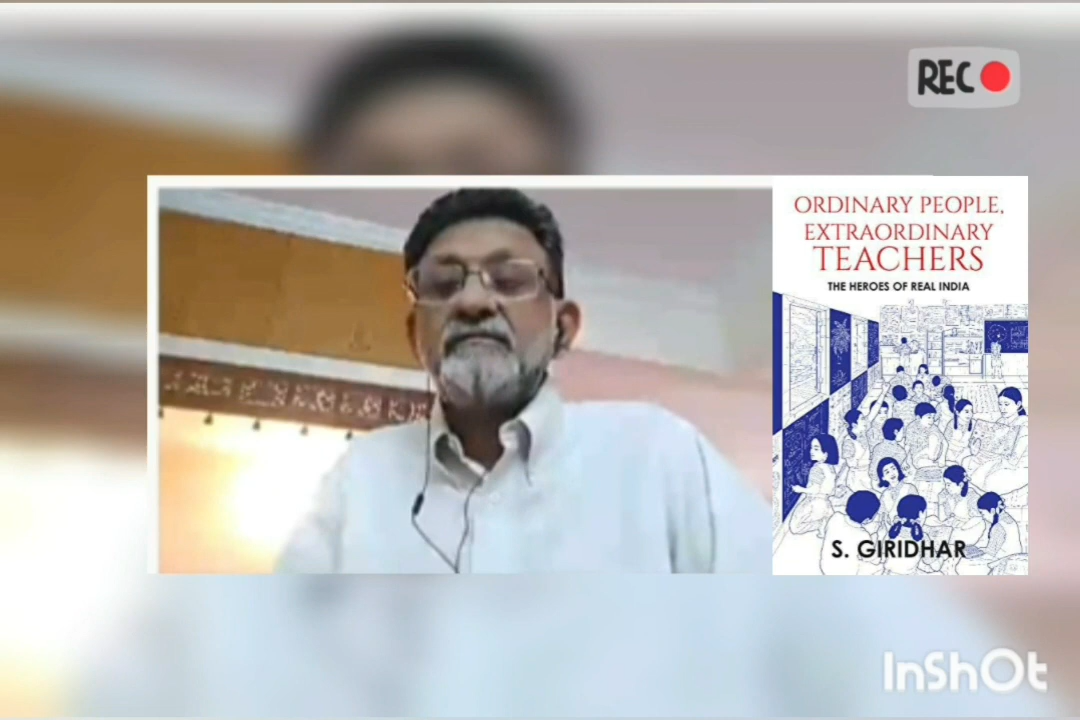 REC
ORDINARY PEOPLE,
EXTRAORDINARY
TEACHERS
THE HEROES OF REAL INDIA
S. GIRIDHAR
InShOt